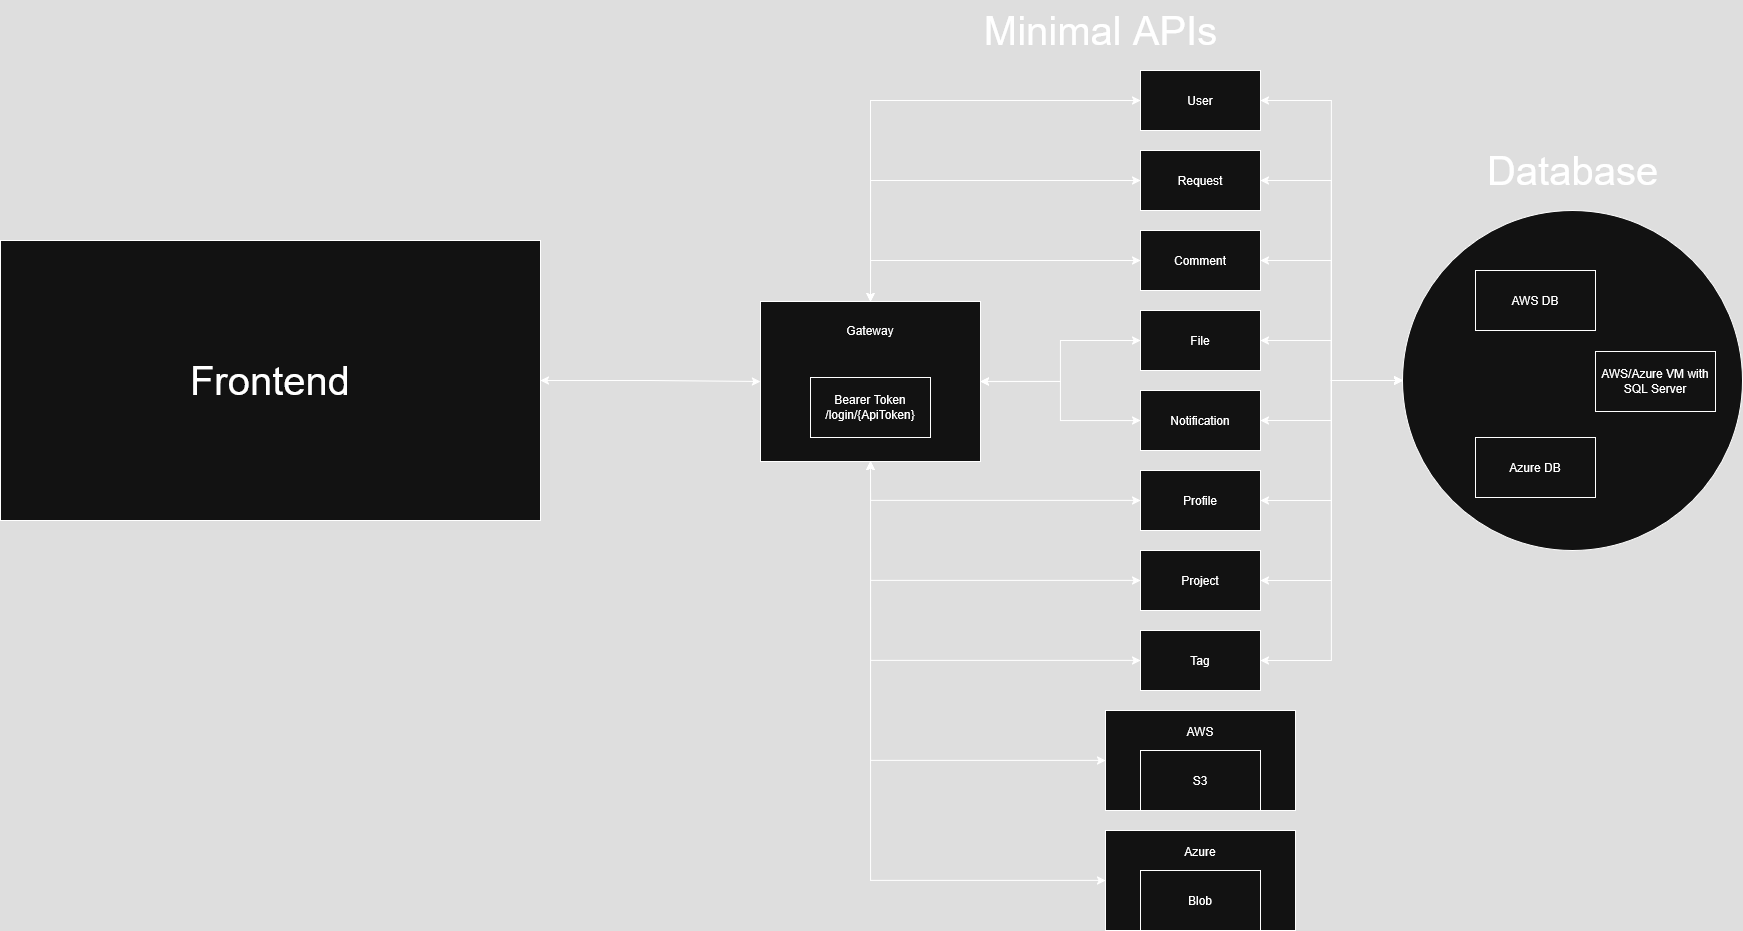 Minimal APIs
User
Request
Database
Comment
AWS DB
Gateway
File
Frontend
AWS/Azure VM with
SQL Server
Bearer Token
/login/{ApiToken}
Notification
Azure DB
Profile
Project
Tag
AWS
S3
Azure
Blob